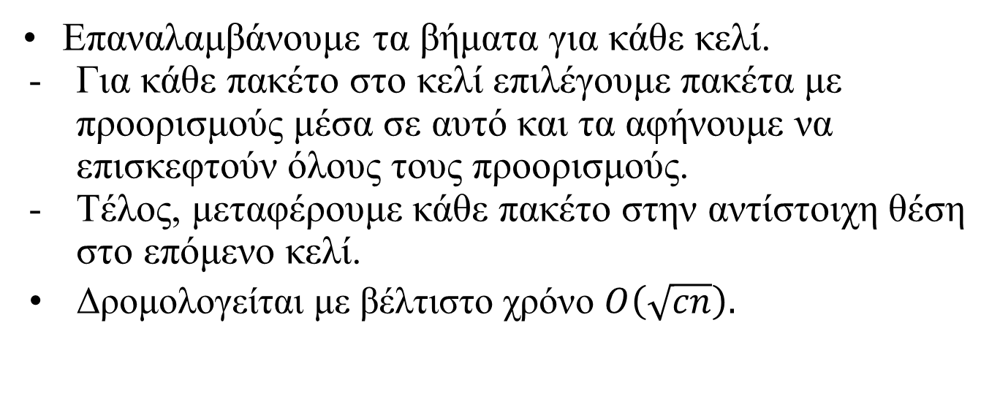 • Επαναλαμβάνουμε τα βήματα για κάθε κελί.
- Για κάθε πακέτο στο κελί επιλέγουμε πακέτα με
προορισμούς μέσα σε αυτό και τα αφήνουμε να
επισκεφτούν όλους τους προορισμούς.
- Τέλος, μεταφέρουμε κάθε πακέτο στην αντίστοιχη θέση
στο επόμενο κελί.
• Δρομολογείται με βέλτιστο χρόνο O(√cn).